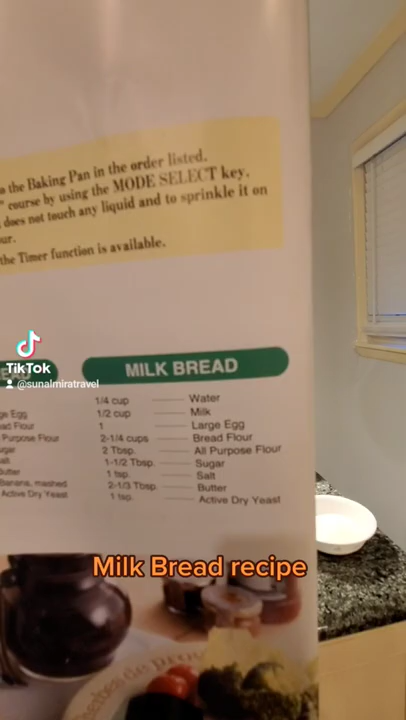 the Baking Pan in the order listed.
course by using the MODE SELECT key.
does not touch any liquid and to sprinkle it on
the Timer function is available.
TikTok
@sunalmiratravel
MILK BREAD
1/4 cup Water
1/2 cup Milk
1 Large Egg
2-1/4 cups Bread Flour
2 Tbsp. All Purpose Flour
1-1/2 Tbsp. Sugar
1 tsp. Salt
2-1/3 Tbsp Butter
1 tsp. Active Dry Yeast
Egg
Flour
Purpose Flour
Butter
Banana, mashed
Active Dry Yeast
Milk Bread recipe